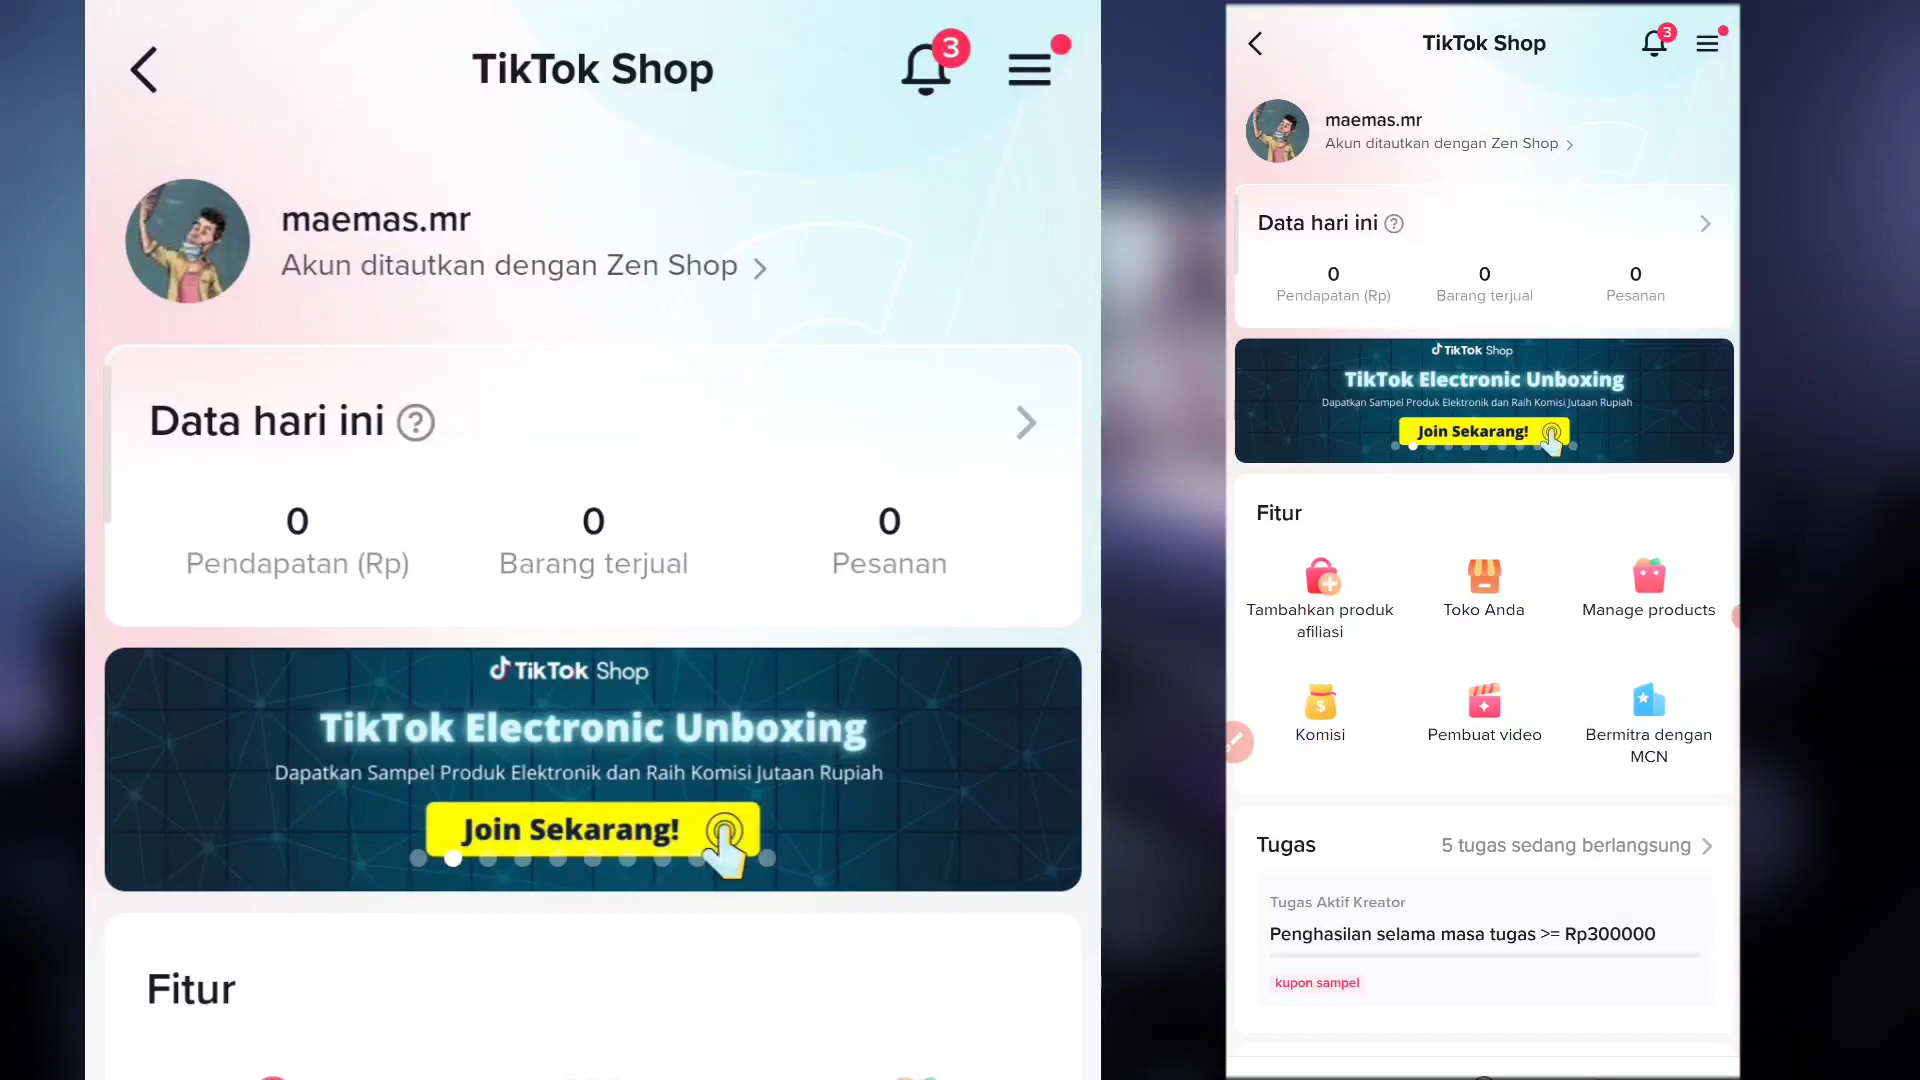 TikTok Shop
3
maemas.mr
Akun ditautkan dengan Zen Shop
Data hari ini ?
0
0
0
Pendapatan (Rp)
Barang terjual
Pesanan
TikTok Shop
TikTok Electronic Unboxing
Dapatkan Sampel Produk Elektronik dan Raih Komisi Jutaan Rupiah
Join Sekarang!
Fitur
TikTok Shop
3
maemas.mr
Akun ditautkan dengan Zen Shop
Data hari ini ?
0
0
0
Pendapatan (Rp)
Barang terjual
Pesanan
TikTok Shop
TikTok Electronic Unboxing
Dapatkan Sampel Produk Elektronik dan Raih Komisi Jutaan Rupiah
Join Sekarang!
Fitur
Tambahkan produk
afiliasi
Toko Anda
Manage products
$
Komisi
Pembuat video
Bermitra dengan
MCN
Tugas
5 tugas sedang berlangsung
Tugas Aktif Kreator
Penghasilan selama masa tugas >= Rp300000
kupon sampel